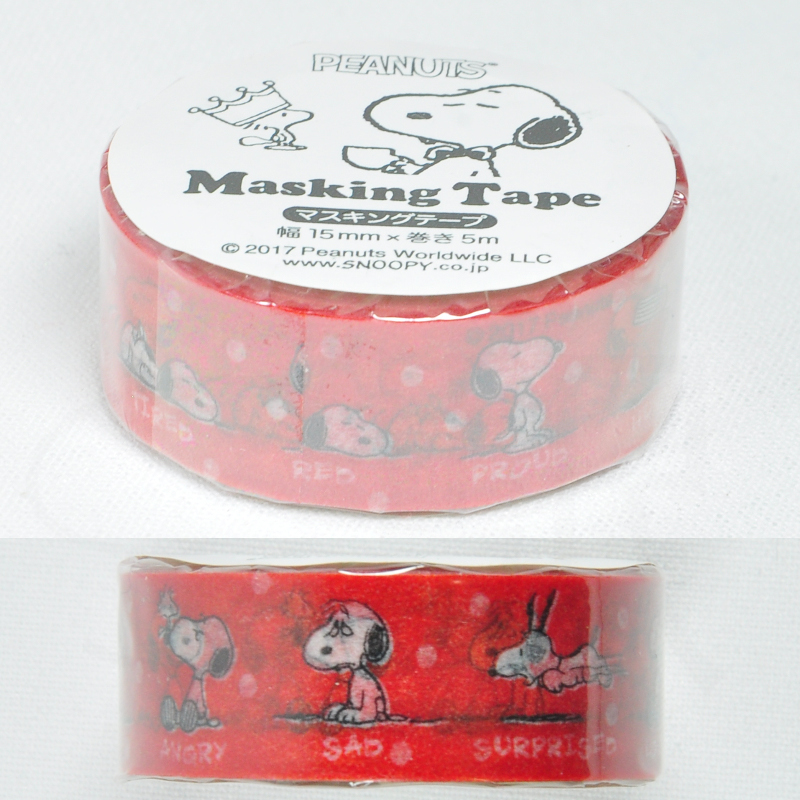 PEANUTS™
Masking Tape
マスキングテープ
幅 15mm × 巻き 5m
© 2017 Peanuts Worldwide LLC
www.SNOOPY.co.jp
TIRED
RED
PROUD
ANGRY SAD SURPRISED